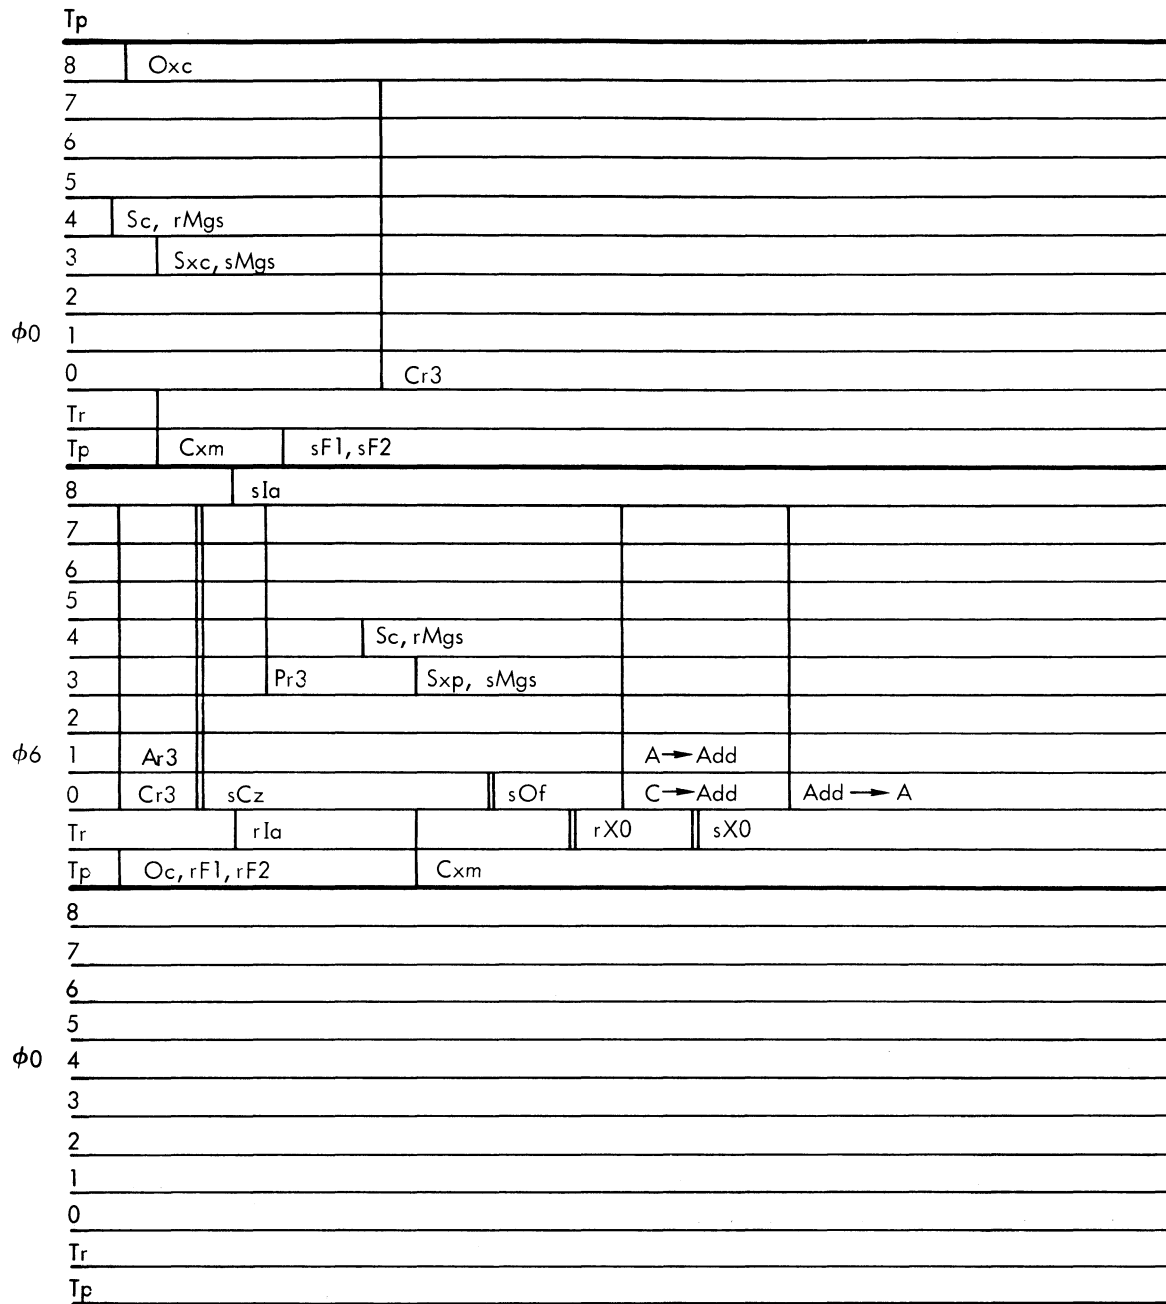 Tp
8 Oxc
7
6
5
4 Sc, rMgs
3 Sxc, sMgs
2
ϕ0 1
0 Cr3
Tr
Tp Cxm sF1, sF2
8 sIa
7
6
5
4 Sc, rMgs
3 Pr3 Sxp, sMgs
2
ϕ6 1 Ar3 A→Add
0 Cr3 sCz sOf C→Add Add→A
Tr rIa rX0 sX0
Tp Oc, rF1, rF2 Cxm
8
7
6
5
ϕ0 4
3
2
1
0
Tr
Tp